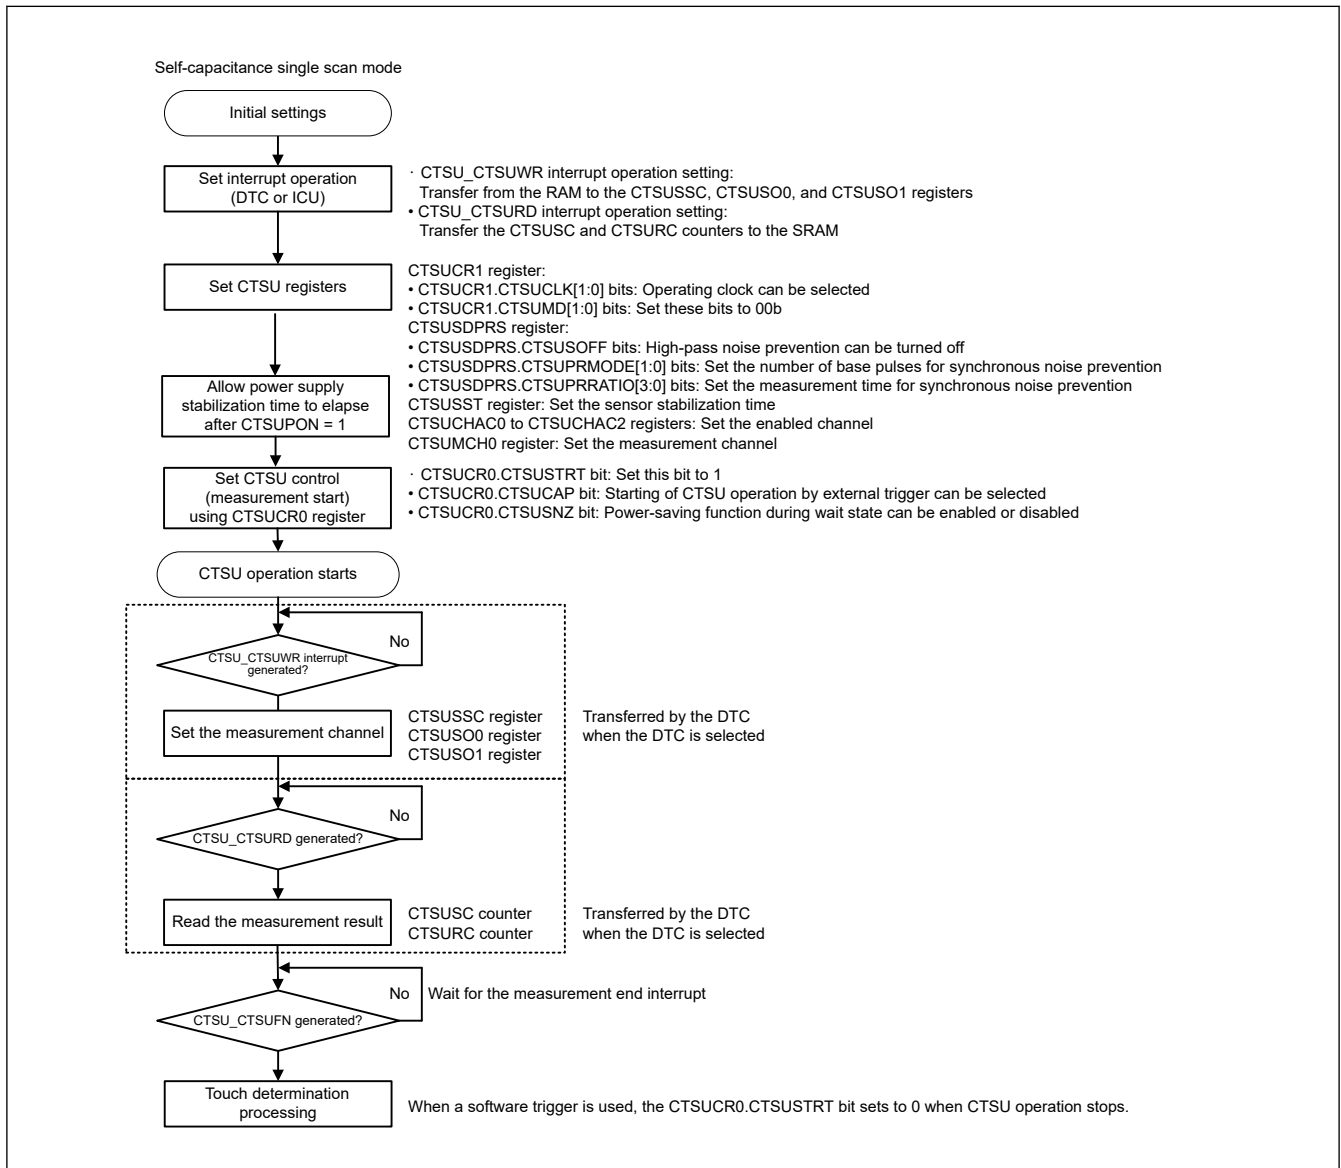 Self-capacitance single scan mode
Initial settings
Set interrupt operation
(DTC or ICU)
· CTSU_CTSUWR interrupt operation setting:
Transfer from the RAM to the CTSUSSC, CTSUSO0, and CTSUSO1 registers
• CTSU_CTSURD interrupt operation setting:
Transfer the CTSUSC and CTSURC counters to the SRAM
Set CTSU registers
CTSUCR1 register:
• CTSUCR1.CTSUCLK[1:0] bits: Operating clock can be selected
• CTSUCR1.CTSUMD[1:0] bits: Set these bits to 00b
CTSUSDPRS register:
• CTSUSDPRS.CTSUSOFF bits: High-pass noise prevention can be turned off
• CTSUSDPRS.CTSUPRMODE[1:0] bits: Set the number of base pulses for synchronous noise prevention
• CTSUSDPRS.CTSUPRRATIO[3:0] bits: Set the measurement time for synchronous noise prevention
CTSUSST register: Set the sensor stabilization time
CTSUCHAC0 to CTSUCHAC2 registers: Set the enabled channel
CTSUMCH0 register: Set the measurement channel
Allow power supply
stabilization time to elapse
after CTSUPON = 1
Set CTSU control
(measurement start)
using CTSUCR0 register
· CTSUCR0.CTSUSTRT bit: Set this bit to 1
• CTSUCR0.CTSUCAP bit: Starting of CTSU operation by external trigger can be selected
• CTSUCR0.CTSUSNZ bit: Power-saving function during wait state can be enabled or disabled
CTSU operation starts
No
CTSU_CTSUWR interrupt
generated?
Set the measurement channel
CTSUSSC register
CTSUSO0 register
CTSUSO1 register
Transferred by the DTC
when the DTC is selected
No
CTSU_CTSURD generated?
Read the measurement result
CTSUSC counter
CTSURC counter
Transferred by the DTC
when the DTC is selected
No
Wait for the measurement end interrupt
CTSU_CTSUFN generated?
Touch determination
processing
When a software trigger is used, the CTSUCR0.CTSUSTRT bit sets to 0 when CTSU operation stops.